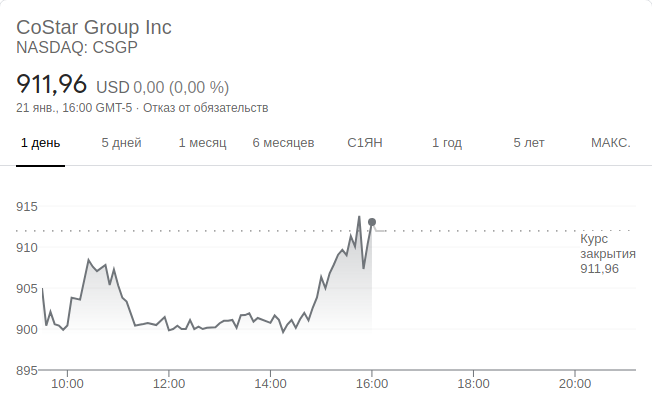 CoStar Group Inc
NASDAQ: CSGP
911,96 USD 0,00 (0,00 %)
21 янв., 16:00 GMT-5 · Отказ от обязательств
1 день 5 дней 1 месяц 6 месяцев С1ЯН 1 год 5 лет МАКС.
915
910
905
900
895
Курс
закрытия
911,96
10:00 12:00 14:00 16:00 18:00 20:00